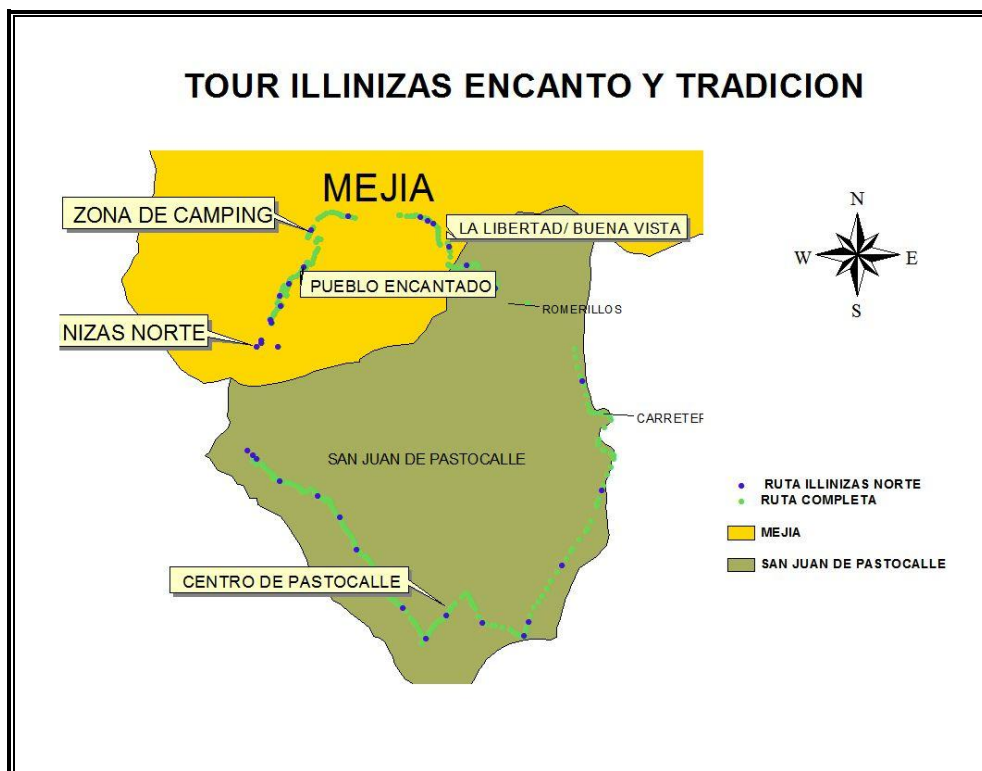 TOUR ILLINIZAS ENCANTO Y TRADICION
MEJIA
ZONA DE CAMPING
LA LIBERTAD/ BUENA VISTA
PUEBLO ENCANTADO
ROMERILLOS
NIZAS NORTE
CARRETER
SAN JUAN DE PASTOCALLE
CENTRO DE PASTOCALLE
N
W
E
S
RUTA ILLINIZAS NORTE
RUTA COMPLETA
MEJIA
SAN JUAN DE PASTOCALLE